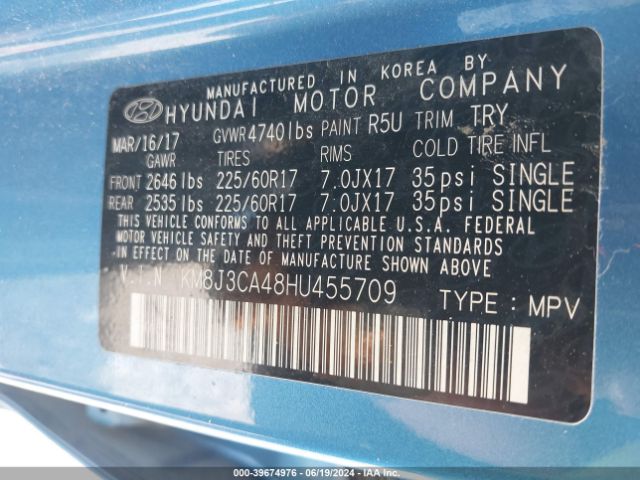 MANUFACTURED IN KOREA BY
HYUNDAI MOTOR COMPANY
MAR/16/17 GVWR 4740lbs PAINT R5U TRIM TRY
GAWR TIRES RIMS COLD TIRE INFL
FRONT 2646lbs 225/60R17 7.0JX17 35psi SINGLE
REAR 2535lbs 225/60R17 7.0JX17 35psi SINGLE
THIS VEHICLE CONFORMS TO ALL APPLICABLE U.S.A. FEDERAL
MOTOR VEHICLE SAFETY AND THEFT PREVENTION STANDARDS
IN EFFECT ON THE DATE OF MANUFACTURE SHOWN ABOVE.
V.I.N KM8J3CA48HU455709 TYPE : MPV
000-39674976 - 06/19/2024 - IAA Inc.